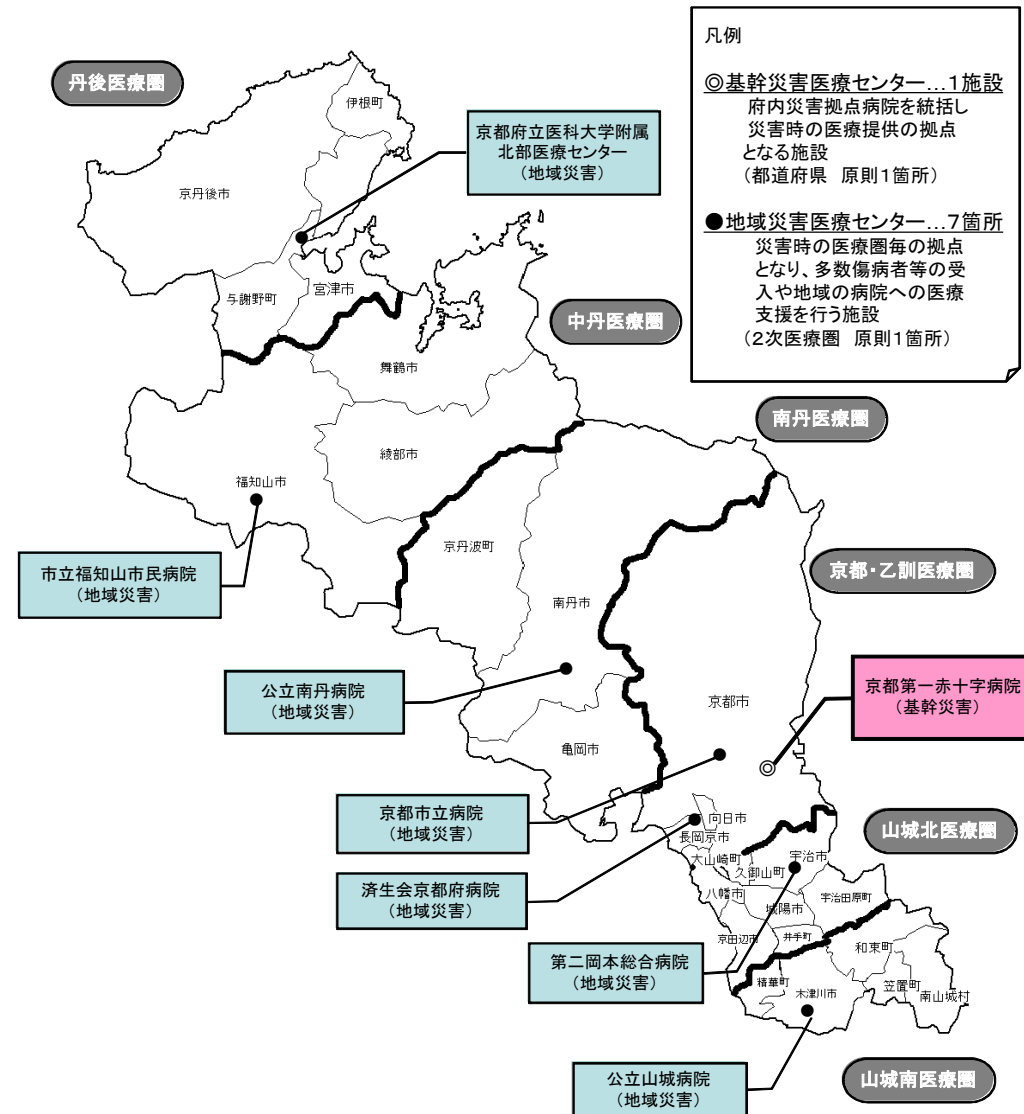 凡例
◎基幹災害医療センター…1施設
府内災害拠点病院を統括し
災害時の医療提供の拠点
となる施設
(都道府県 原則1箇所)
●地域災害医療センター…7箇所
災害時の医療圏毎の拠点
となり、多数傷病者等の受
入や地域の病院への医療
支援を行う施設
(2次医療圏 原則1箇所)
丹後医療圏
伊根町
京都府立医科大学附属
北部医療センター
(地域災害)
京丹後市
与謝野町
宮津市
中丹医療圏
舞鶴市
綾部市
福知山市
南丹医療圏
市立福知山市民病院
(地域災害)
京丹波町
南丹市
京都・乙訓医療圏
公立南丹病院
(地域災害)
亀岡市
京都市
京都第一赤十字病院
(基幹災害)
京都市立病院
(地域災害)
向日市
長岡京市
大山崎町
山城北医療圏
済生会京都府病院
(地域災害)
久御山町
宇治市
八幡市
城陽市
宇治田原町
京田辺市
井手町
第二岡本総合病院
(地域災害)
和束町
精華町
木津川市
笠置町
南山城村
公立山城病院
(地域災害)
山城南医療圏